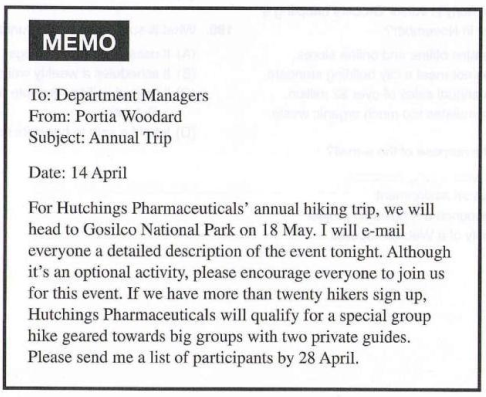 MEMO
To: Department Managers
From: Portia Woodard
Subject: Annual Trip
Date: 14 April
For Hutchings Pharmaceuticals' annual hiking trip, we will
head to Gosilco National Park on 18 May. I will e-mail
everyone a detailed description of the event tonight. Although
it's an optional activity, please encourage everyone to join us
for this event. If we have more than twenty hikers sign up,
Hutchings Pharmaceuticals will qualify for a special group
hike geared towards big groups with two private guides.
Please send me a list of participants by 28 April.